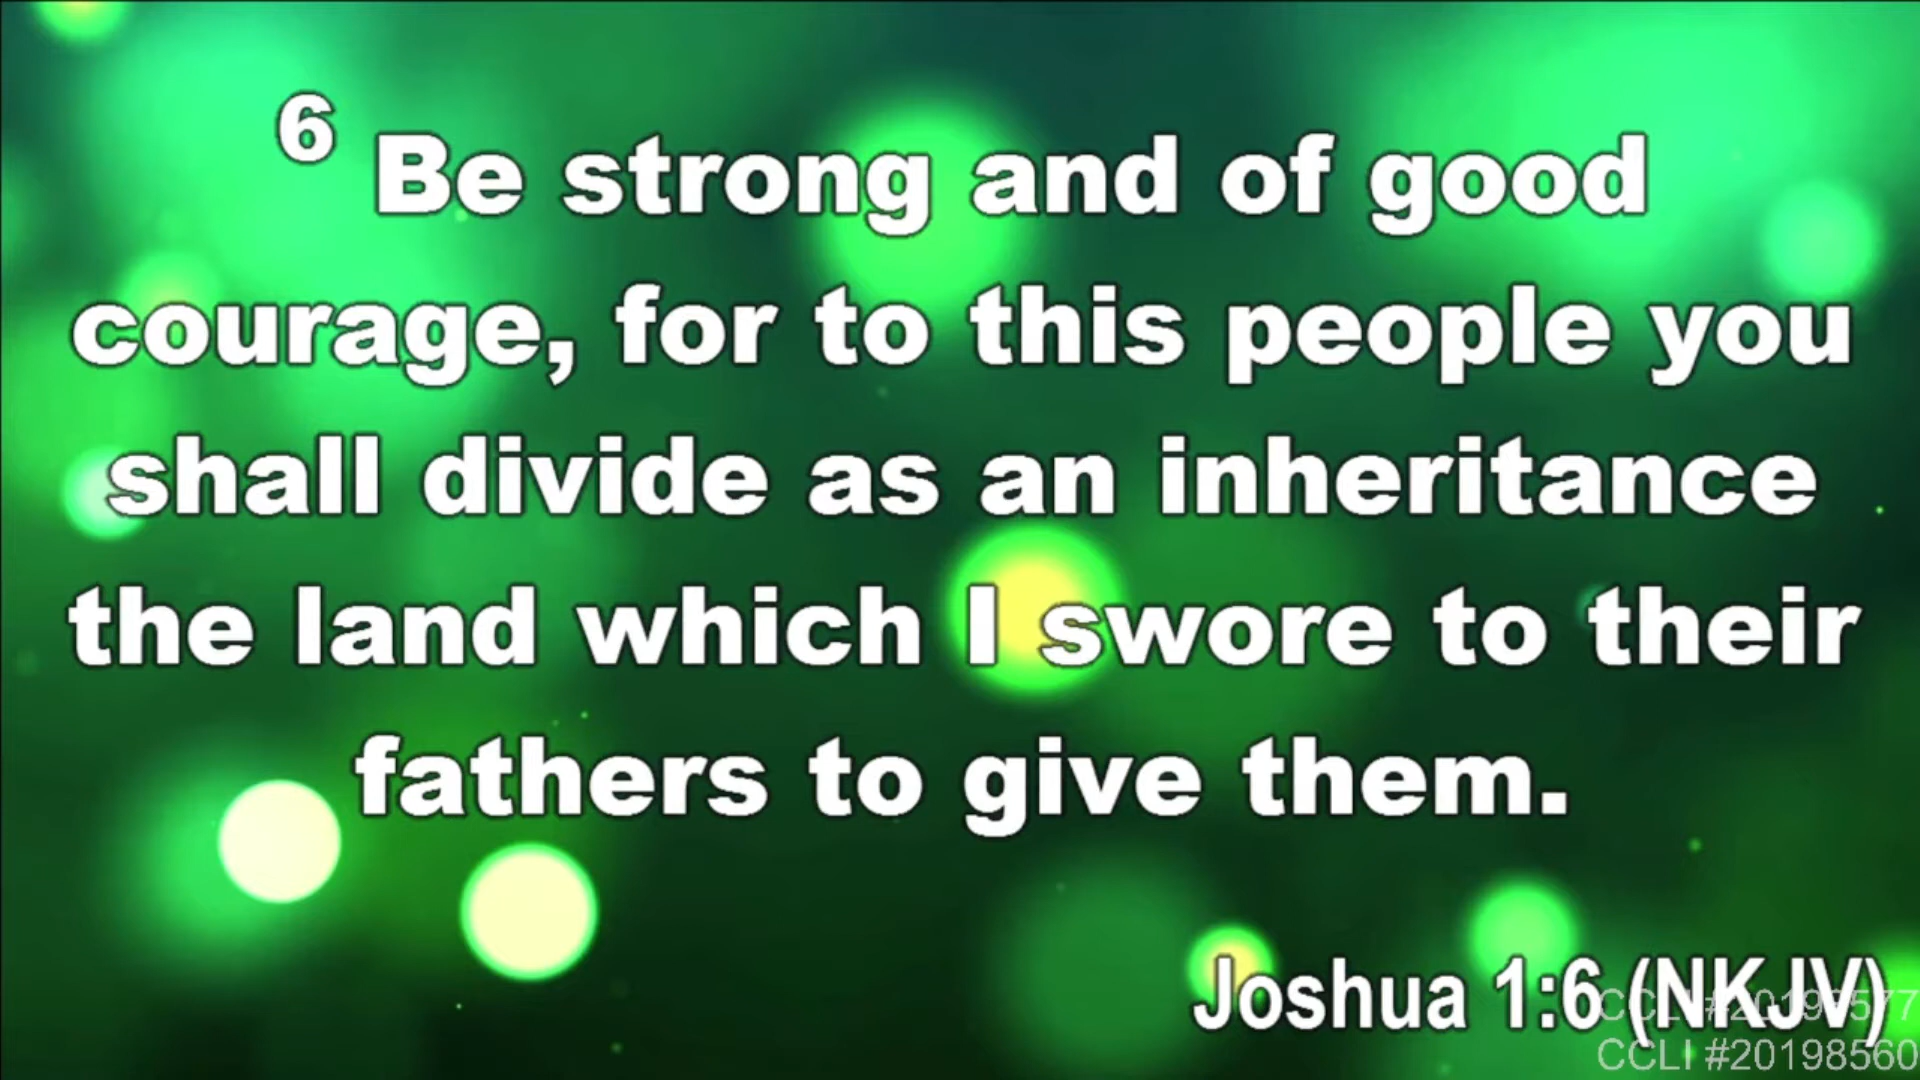 6 Be strong and of good
courage, for to this people you
shall divide as an inheritance
the land which I swore to their
fathers to give them.
Joshua 1:6 (NKJV)
CCLI #20198560